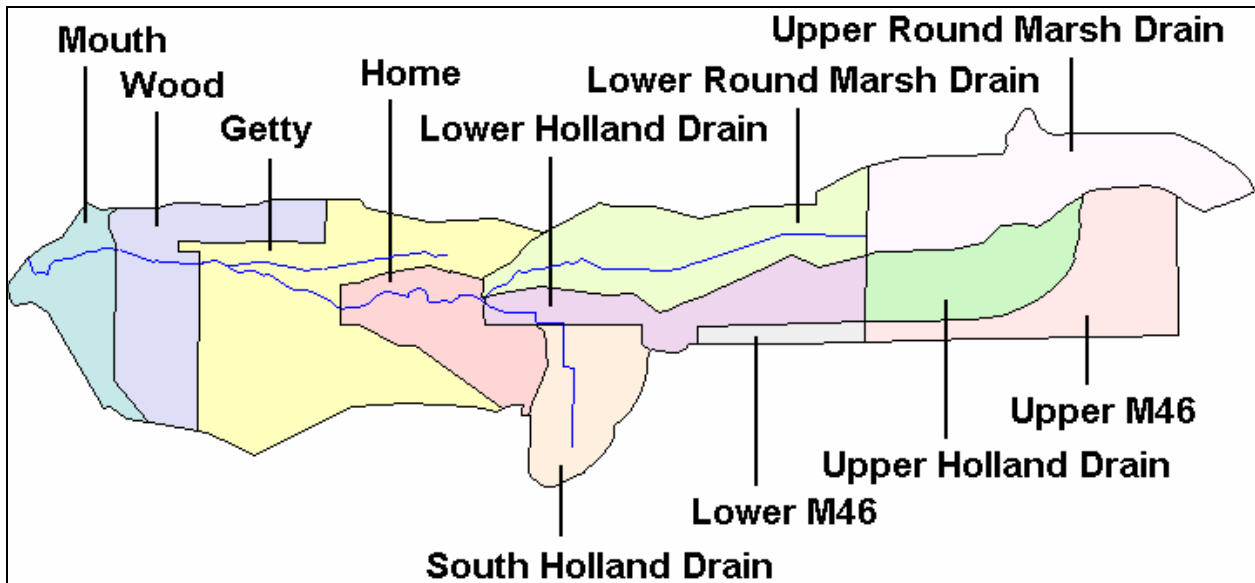 Upper Round Marsh Drain
Mouth
Home
Lower Round Marsh Drain
Wood
Getty
Lower Holland Drain
Upper M46
Upper Holland Drain
Lower M46
South Holland Drain